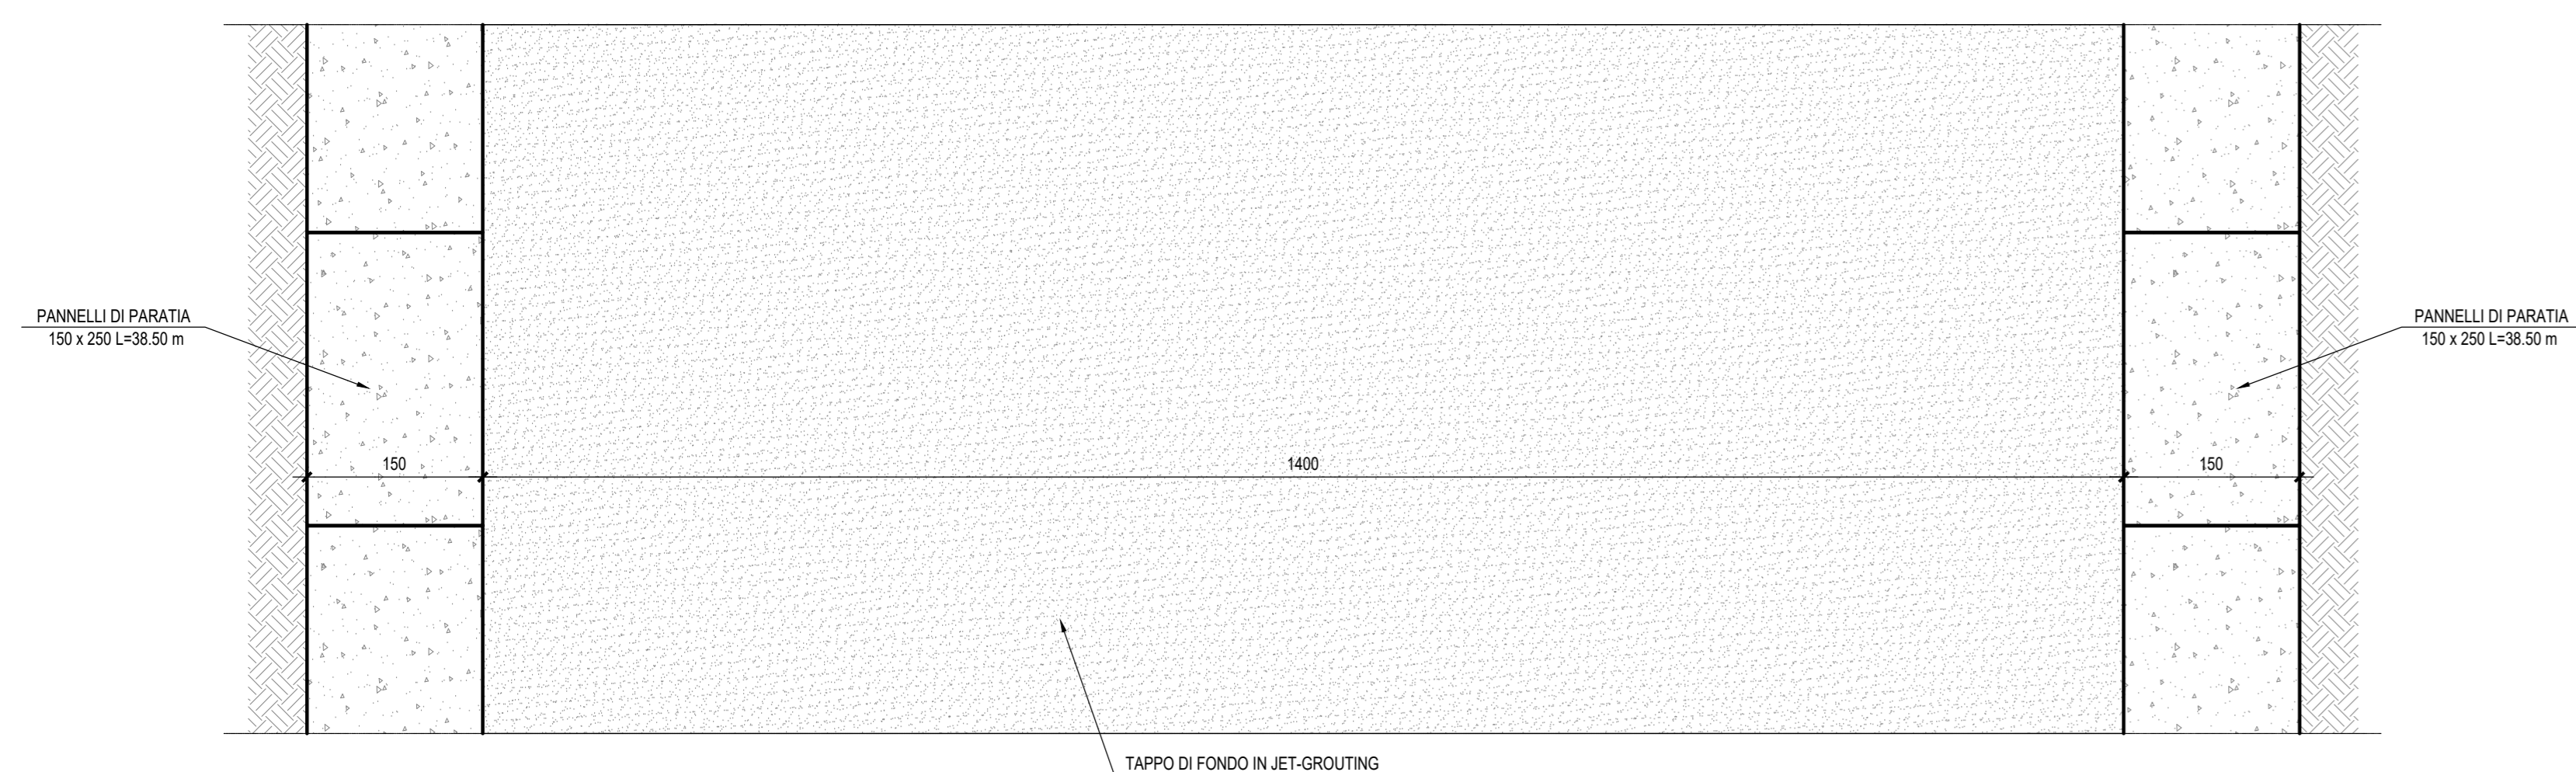 PANNELLI DI PARATIA
150 x 250 L=38.50 m
PANNELLI DI PARATIA
150 x 250 L=38.50 m
150
1400
150
TAPPO DI FONDO IN JET-GROUTING